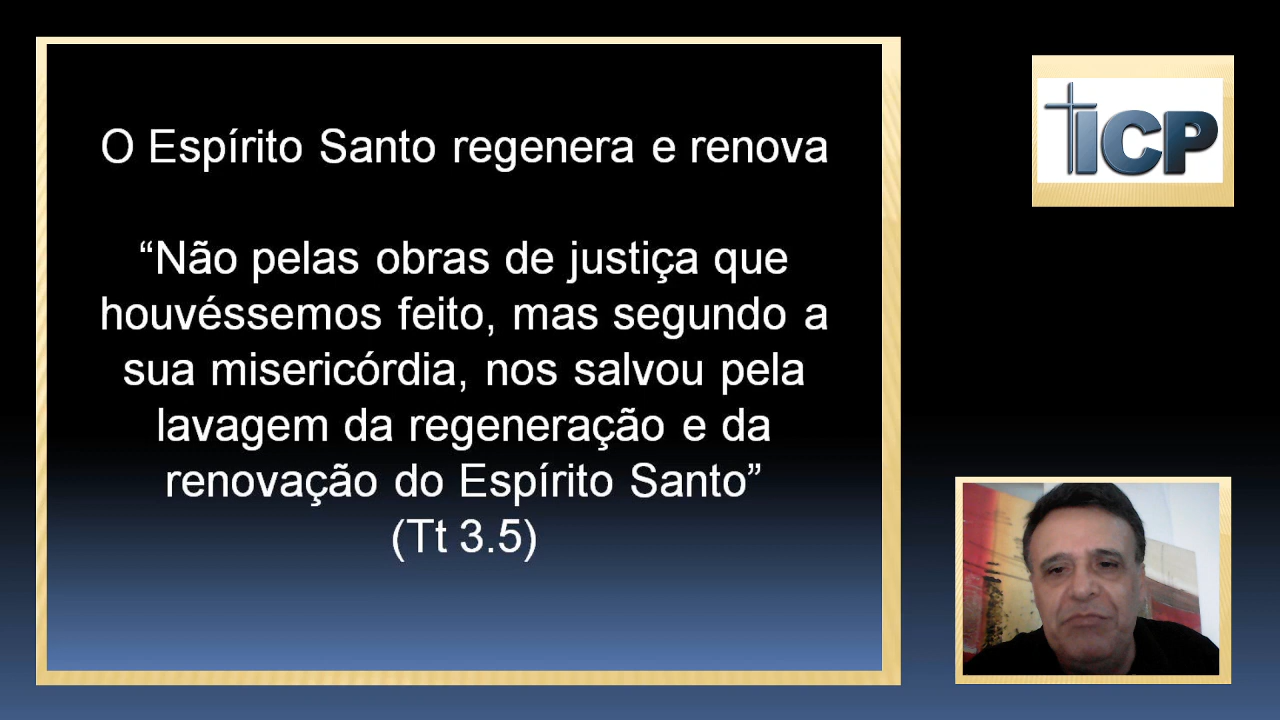 O Espírito Santo regenera e renova
“Não pelas obras de justiça que
houvéssemos feito, mas segundo a
sua misericórdia, nos salvou pela
lavagem da regeneração e da
renovação do Espírito Santo”
(Tt 3.5)
ICP